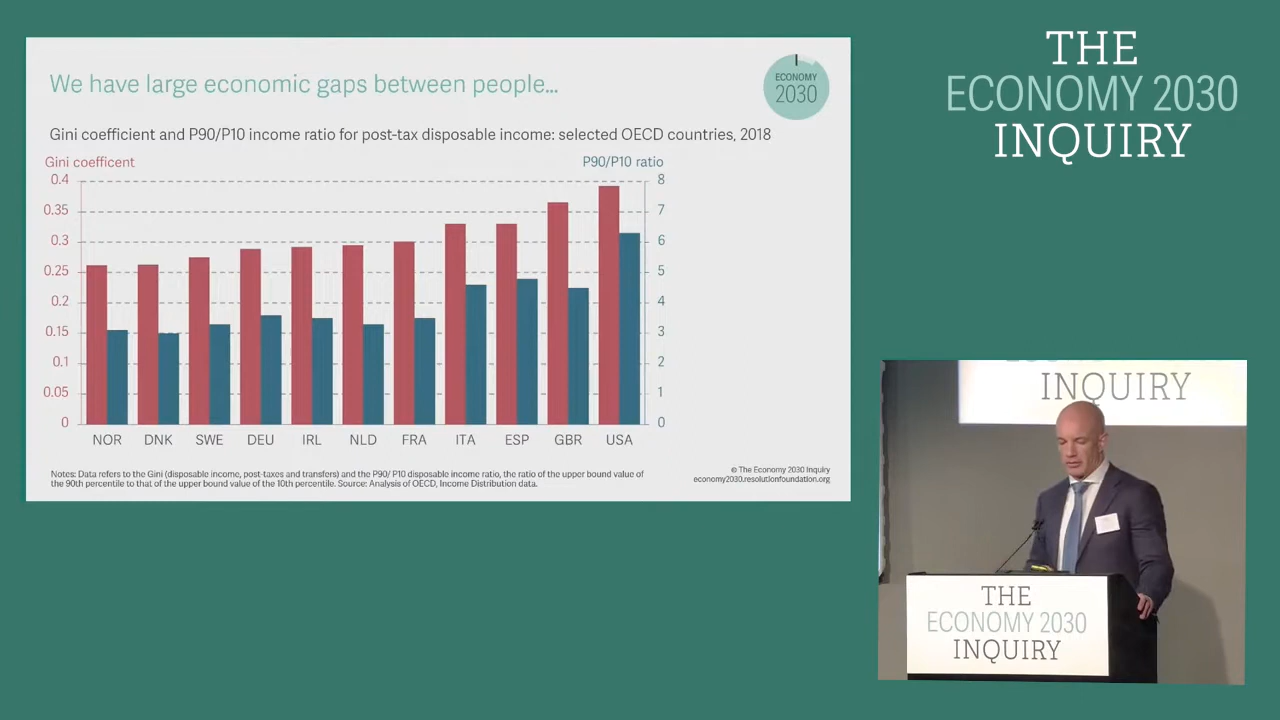 We have large economic gaps between people...
ECONOMY
2030
Gini coefficient and P90/P10 income ratio for post-tax disposable income: selected OECD countries, 2018
Gini coefficent
P90/P10 ratio
0.4
0.35
0.3
0.25
0.2
0.15
0.1
0.05
0
8
7
6
5
4
3
2
1
0
NOR DNK SWE DEU IRL NLD FRA ITA ESP GBR USA
Notes: Data refers to the Gini (disposable income, post-taxes and transfers) and the P90/ P10 disposable income ratio, the ratio of the upper bound value of
the 90th percentile to that of the upper bound value of the 10th percentile. Source: Analysis of OECD, Income Distribution data.
© The Economy 2030 Inquiry
economy2030.resolutionfoundation.org
THE
ECONOMY 2030
INQUIRY
INQUIRY
THE
ECONOMY 2030
INQUIRY